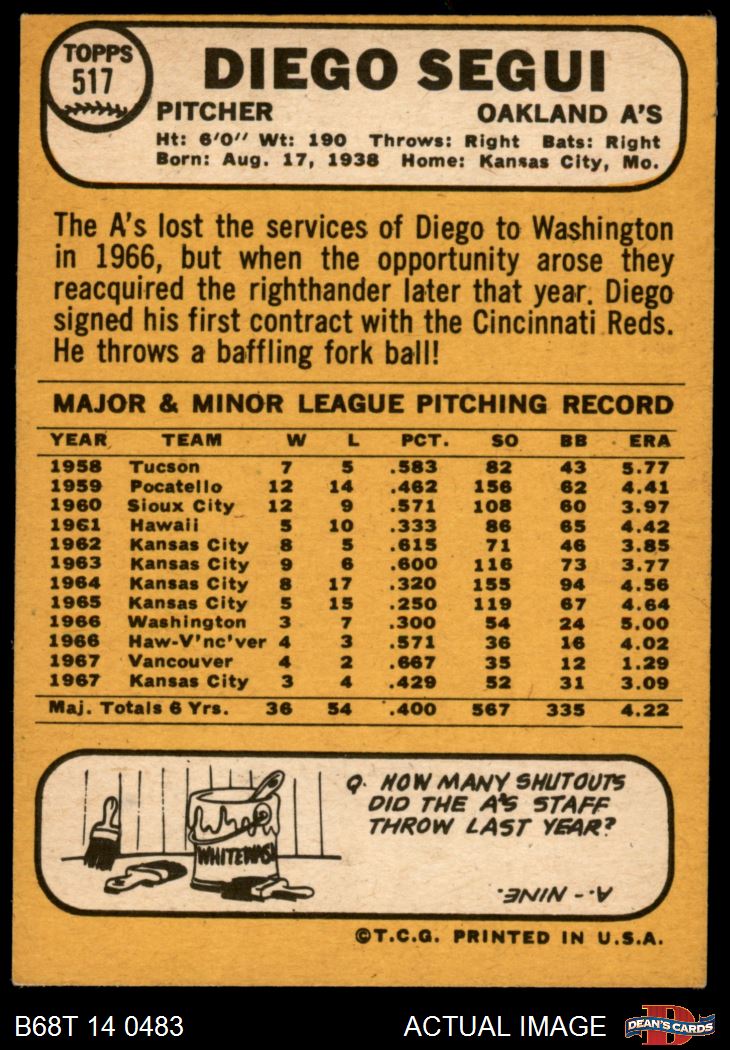 TOPPS
517
DIEGO SEGUI
PITCHER OAKLAND A'S
Ht: 6'0" Wt: 190 Throws: Right Bats: Right
Born: Aug. 17, 1938 Home: Kansas City, Mo.
The A's lost the services of Diego to Washington
in 1966, but when the opportunity arose they
reacquired the righthander later that year. Diego
signed his first contract with the Cincinnati Reds.
He throws a baffling fork ball!
MAJOR & MINOR LEAGUE PITCHING RECORD
YEAR TEAM W L PCT. SO BB ERA
1958 Tucson 7 5 .583 82 43 5.77
1959 Pocatello 12 14 .462 156 62 4.41
1960 Sioux City 12 9 .571 108 60 3.97
1961 Hawaii 5 10 .333 86 65 4.42
1962 Kansas City 8 5 .615 71 46 3.85
1963 Kansas City 9 6 .600 116 73 3.77
1964 Kansas City 8 17 .320 155 94 4.56
1965 Kansas City 5 15 .250 119 67 4.64
1966 Washington 3 7 .300 54 24 5.00
1966 Haw-V'nc'ver 4 3 .571 36 16 4.02
1967 Vancouver 4 2 .667 35 12 1.29
1967 Kansas City 3 4 .429 52 31 3.09
Maj. Totals 6 Yrs. 36 54 .400 567 335 4.22
Q. HOW MANY SHUTOUTS
DID THE A'S STAFF
THROW LAST YEAR?
WHITEWASH
A.- NINE.
©T.C.G. PRINTED IN U.S.A.
B68T 14 0483 ACTUAL IMAGE
D
DEAN'S CARDS